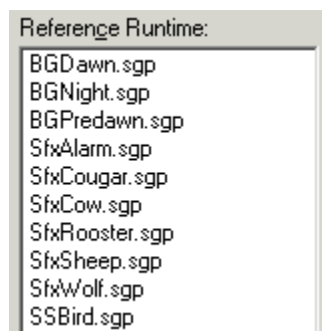 Reference Runtime:
BGDawn.sgp
BGNight.sgp
BGPredawn.sgp
SfxAlarm.sgp
SfxCougar.sgp
SfxCow.sgp
SfxRooster.sgp
SfxSheep.sgp
SfxWolf.sgp
SSBird.sgp